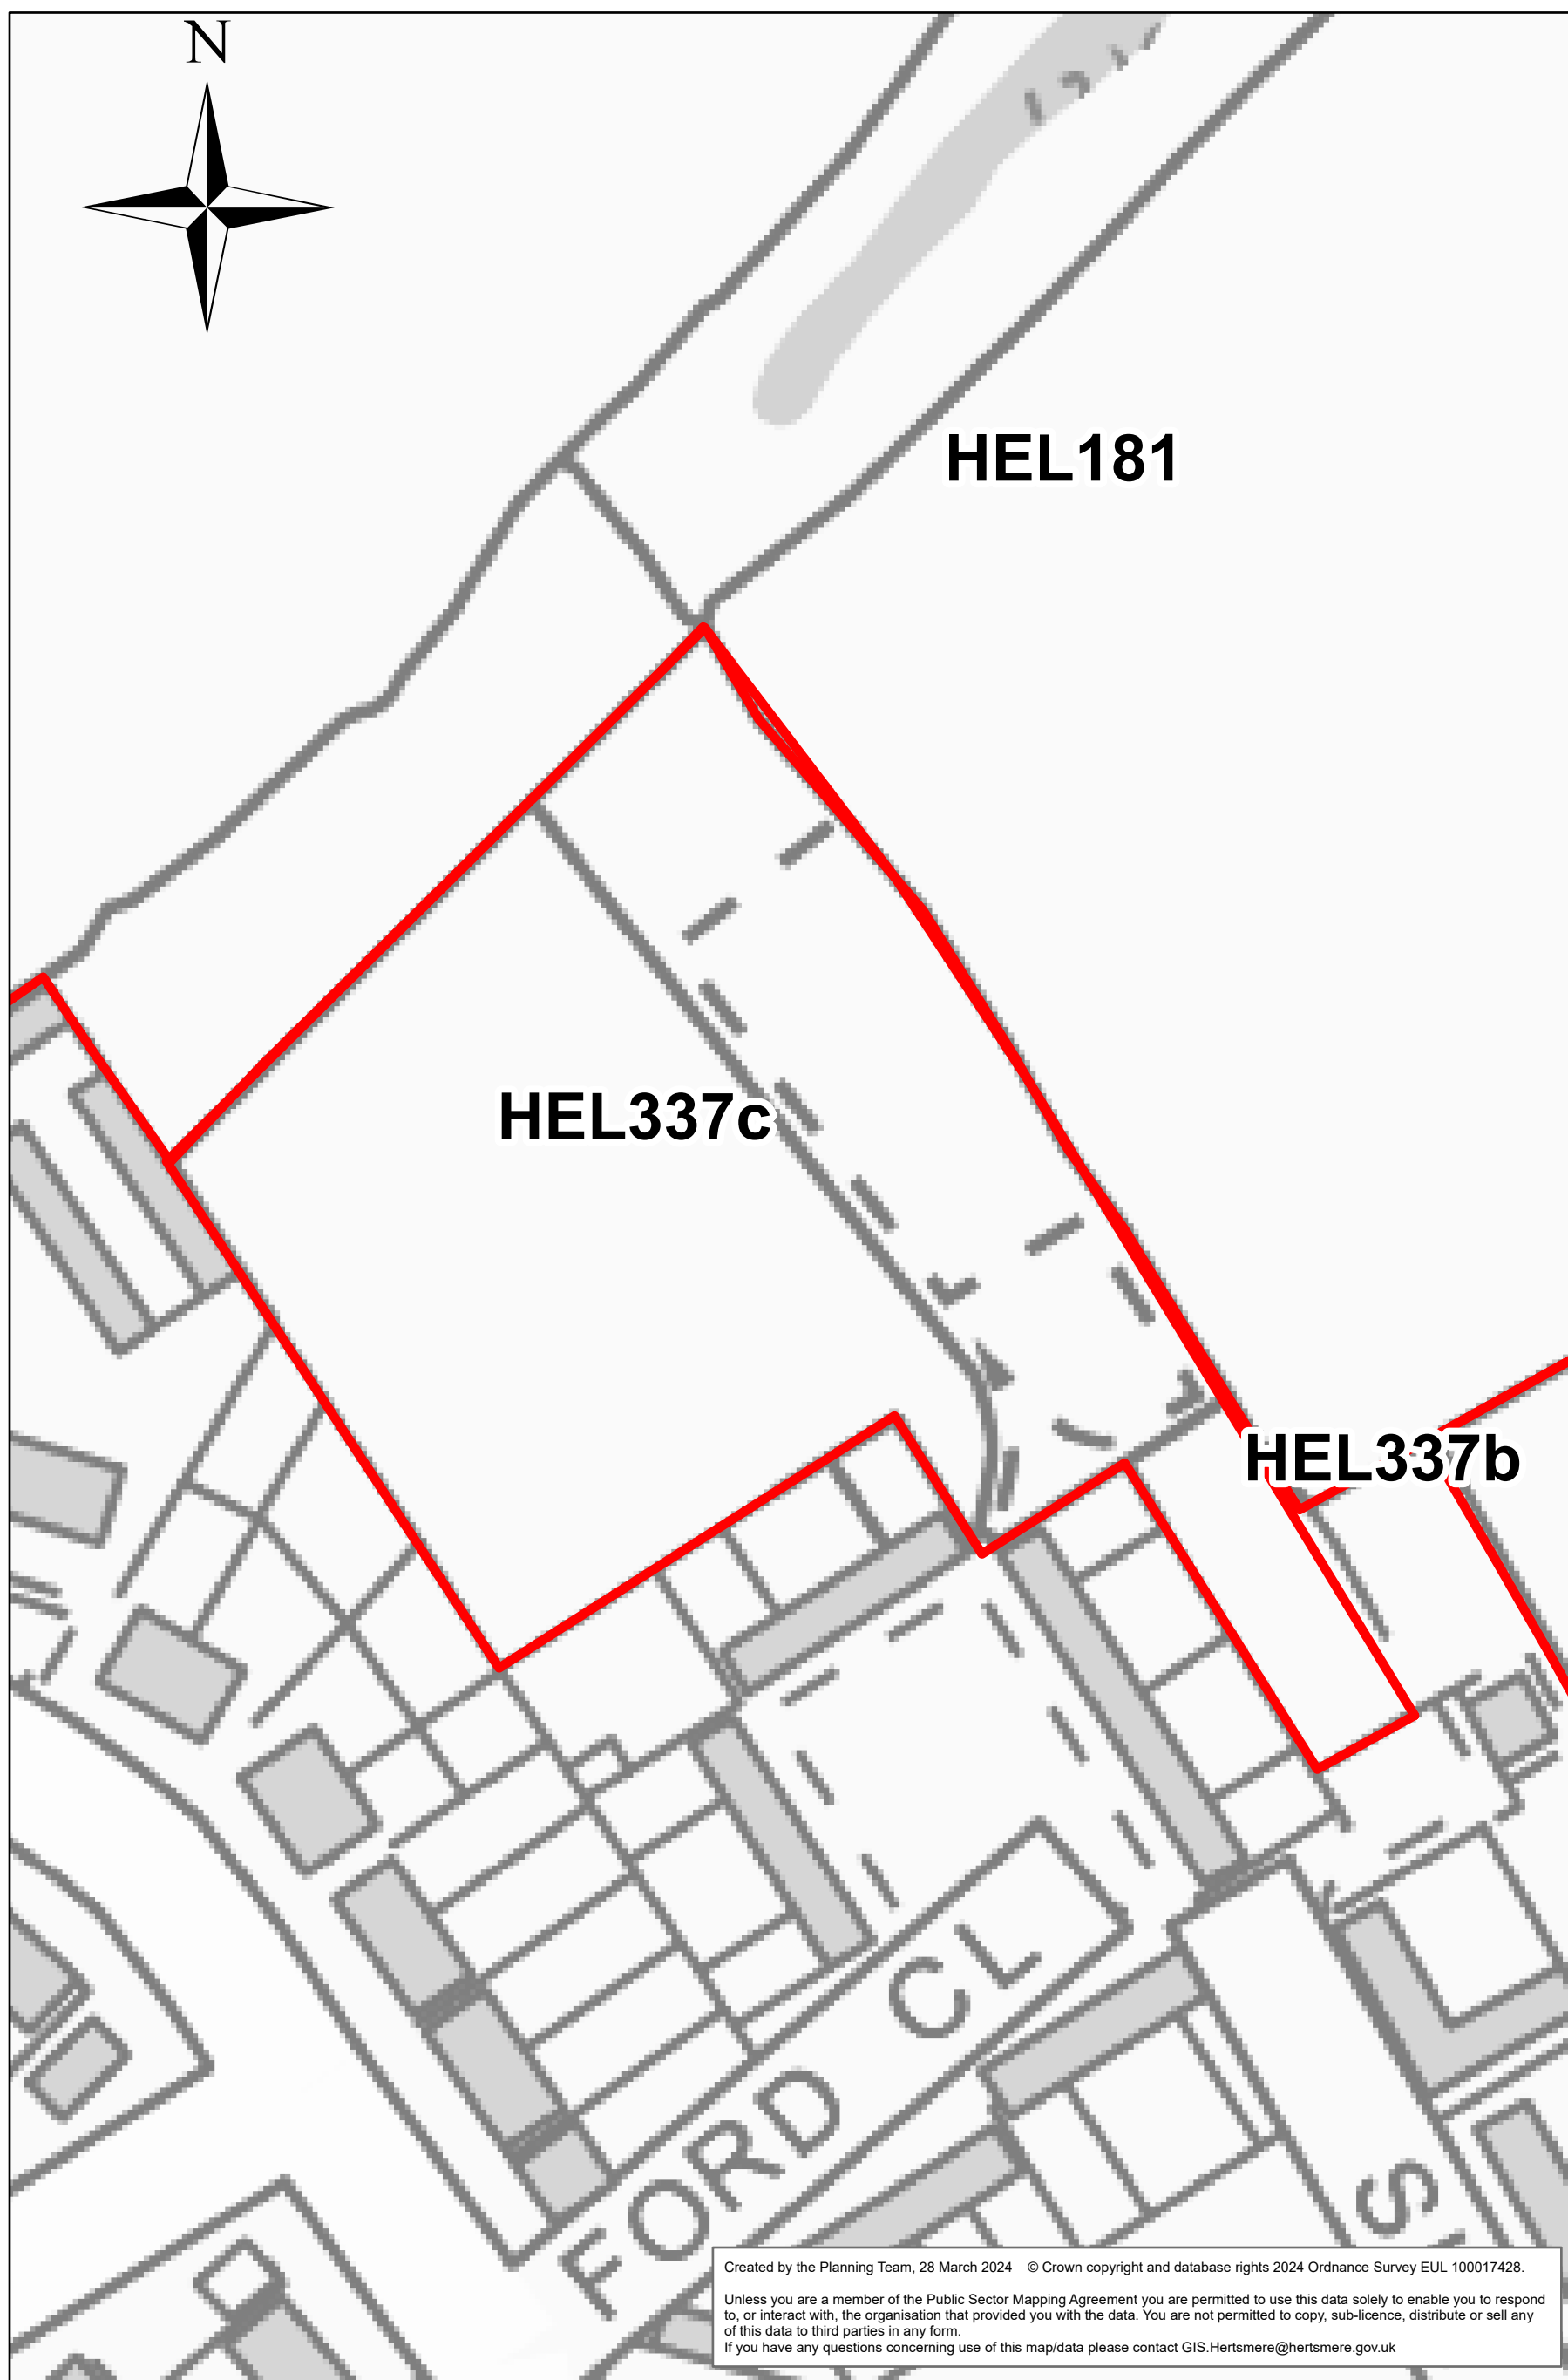 N
HEL181
HEL337c
HEL337b
FORD CL
S
Created by the Planning Team, 28 March 2024 © Crown copyright and database rights 2024 Ordnance Survey EUL 100017428.
Unless you are a member of the Public Sector Mapping Agreement you are permitted to use this data solely to enable you to respond
to, or interact with, the organisation that provided you with the data. You are not permitted to copy, sub-licence, distribute or sell any
of this data to third parties in any form.
If you have any questions concerning use of this map/data please contact GIS.Hertsmere@hertsmere.gov.uk